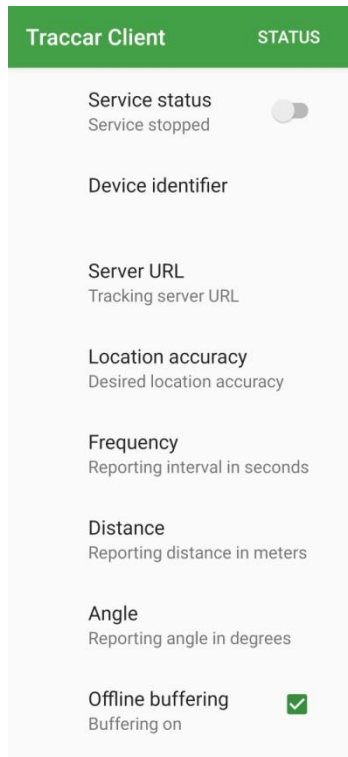 Traccar Client STATUS
Service status
Service stopped
Device identifier
Server URL
Tracking server URL
Location accuracy
Desired location accuracy
Frequency
Reporting interval in seconds
Distance
Reporting distance in meters
Angle
Reporting angle in degrees
Offline buffering
Buffering on